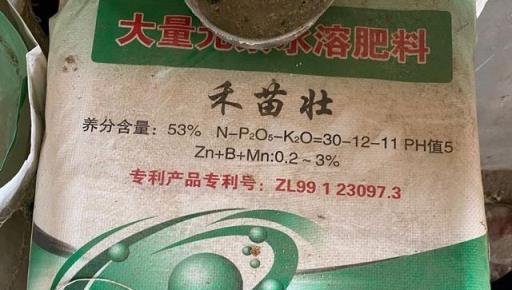 大量元素水溶肥料
禾苗壮
养分含量：53% N-P₂O₅-K₂O=30-12-11 PH值5
Zn+B+Mn:0.2~3%
专利产品专利号：ZL99 1 23097.3